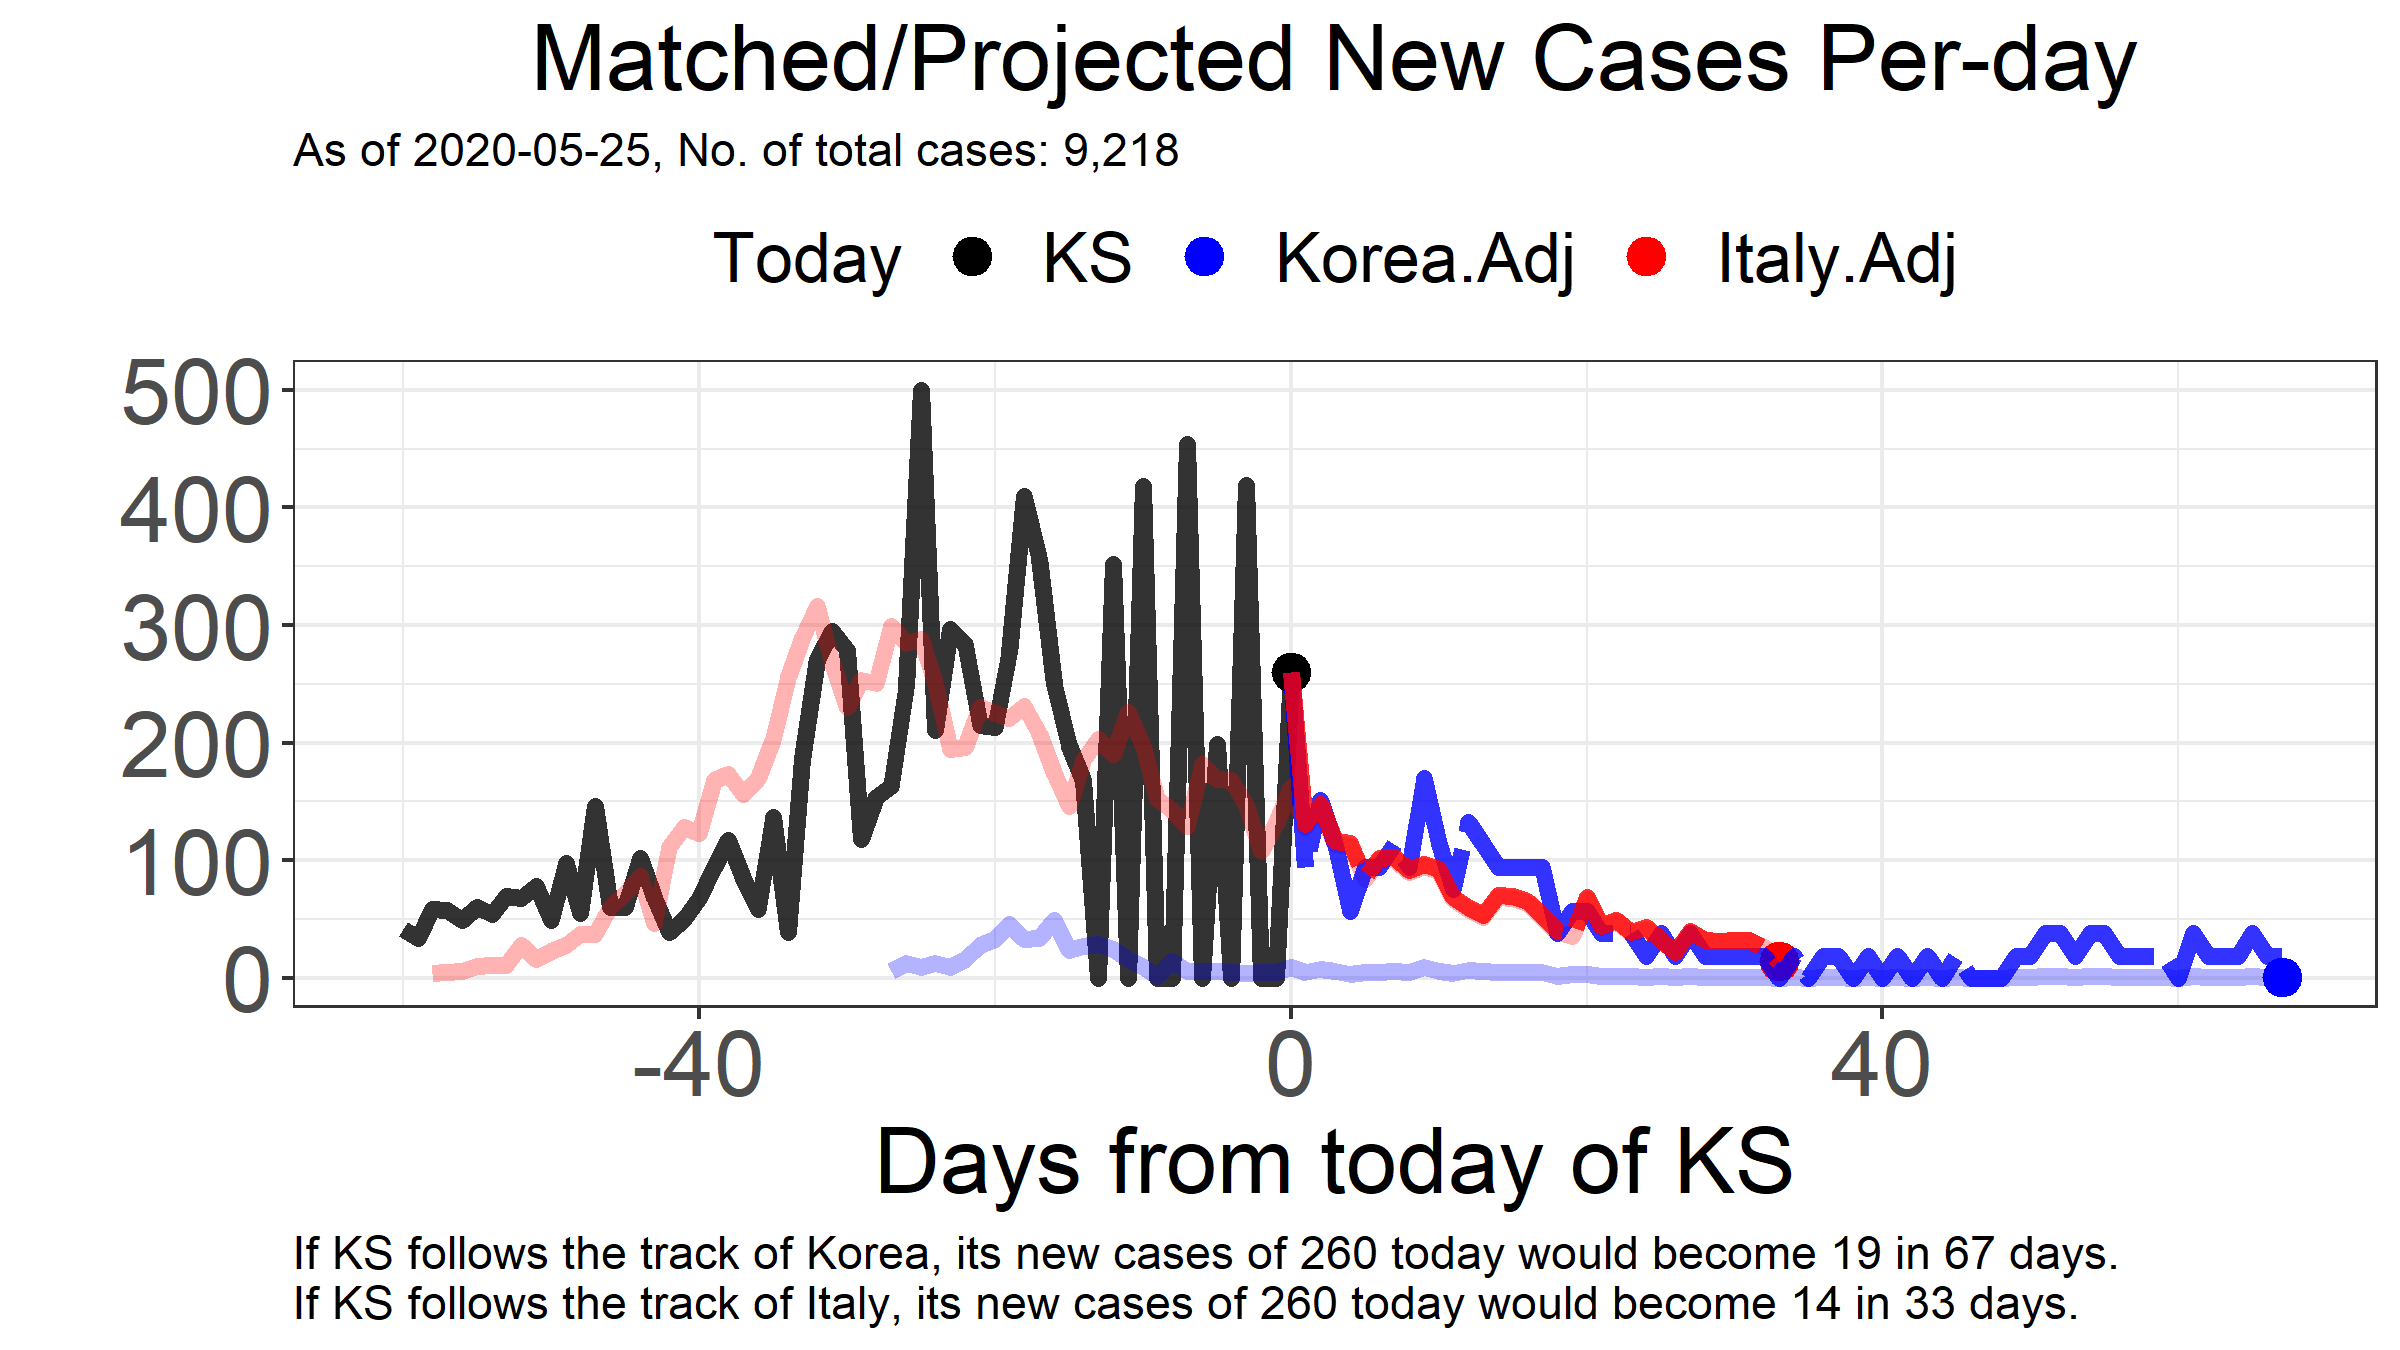 Matched/Projected New Cases Per-day
As of 2020-05-25, No. of total cases: 9,218
Today KS Korea.Adj Italy.Adj
500
400
300
200
100
0
-40 0 40
Days from today of KS
If KS follows the track of Korea, its new cases of 260 today would become 19 in 67 days.
If KS follows the track of Italy, its new cases of 260 today would become 14 in 33 days.